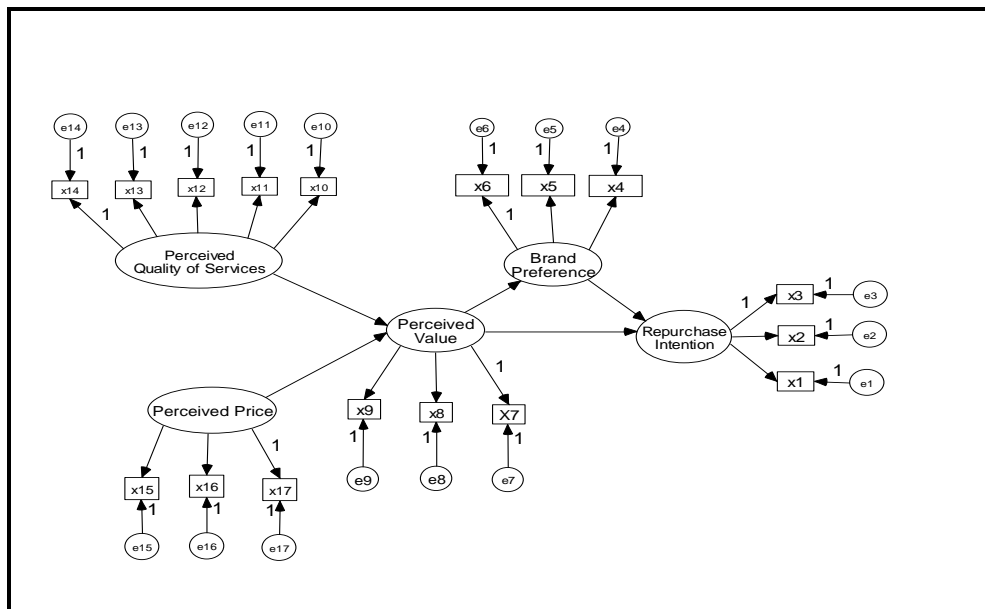 e14 e13 e12 e11 e10
1 1 1 1 1
x14 x13 x12 x11 x10
1
Perceived
Quality of Services
e6 e5 e4
1 1 1
x6 x5 x4
1
Brand
Preference
Perceived
Value
Repurchase
Intention
1 x3 1 e3
x2 1 e2
x1 1 e1
Perceived Price
1
x9 x8 X7
1 1 1
e9 e8 e7
1
x15 x16 x17
1 1 1
e15 e16 e17